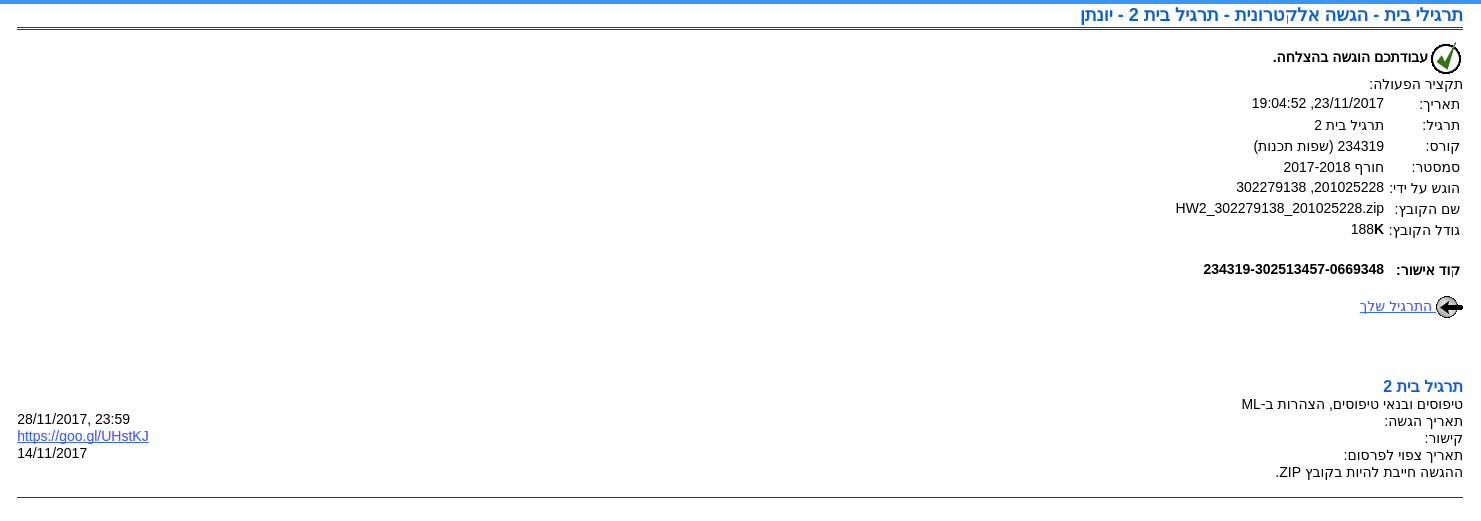 תרגילי בית - הגשה אלקטרונית - תרגיל בית 2 - יונתן
עבודתכם הוגשה בהצלחה.
תקציר הפעולה:
תאריך: 23/11/2017, 19:04:52
תרגיל: תרגיל בית 2
קורס: 234319 (שפות תכנות)
סמסטר: חורף 2017-2018
הוגש על ידי: 201025228, 302279138
שם הקובץ: HW2_302279138_201025228.zip
גודל הקובץ: 188K
קוד אישור: 234319-302513457-0669348
התרגיל שלך
תרגיל בית 2
טיפוסים ובנאי טיפוסים, הצהרות ב-ML
תאריך הגשה: 28/11/2017, 23:59
קישור: https://goo.gl/UHstKJ
תאריך צפוי לפרסום: 14/11/2017
ההגשה חייבת להיות בקובץ ZIP.